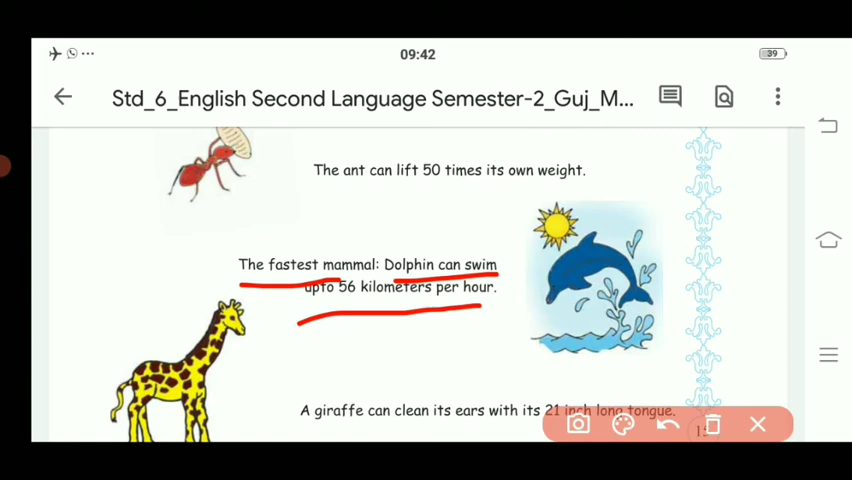 09:42
39
Std_6_English Second Language Semester-2_Guj_M...
The ant can lift 50 times its own weight.
The fastest mammal: Dolphin can swim
upto 56 kilometers per hour.
A giraffe can clean its ears with its 21 inch long tongue.